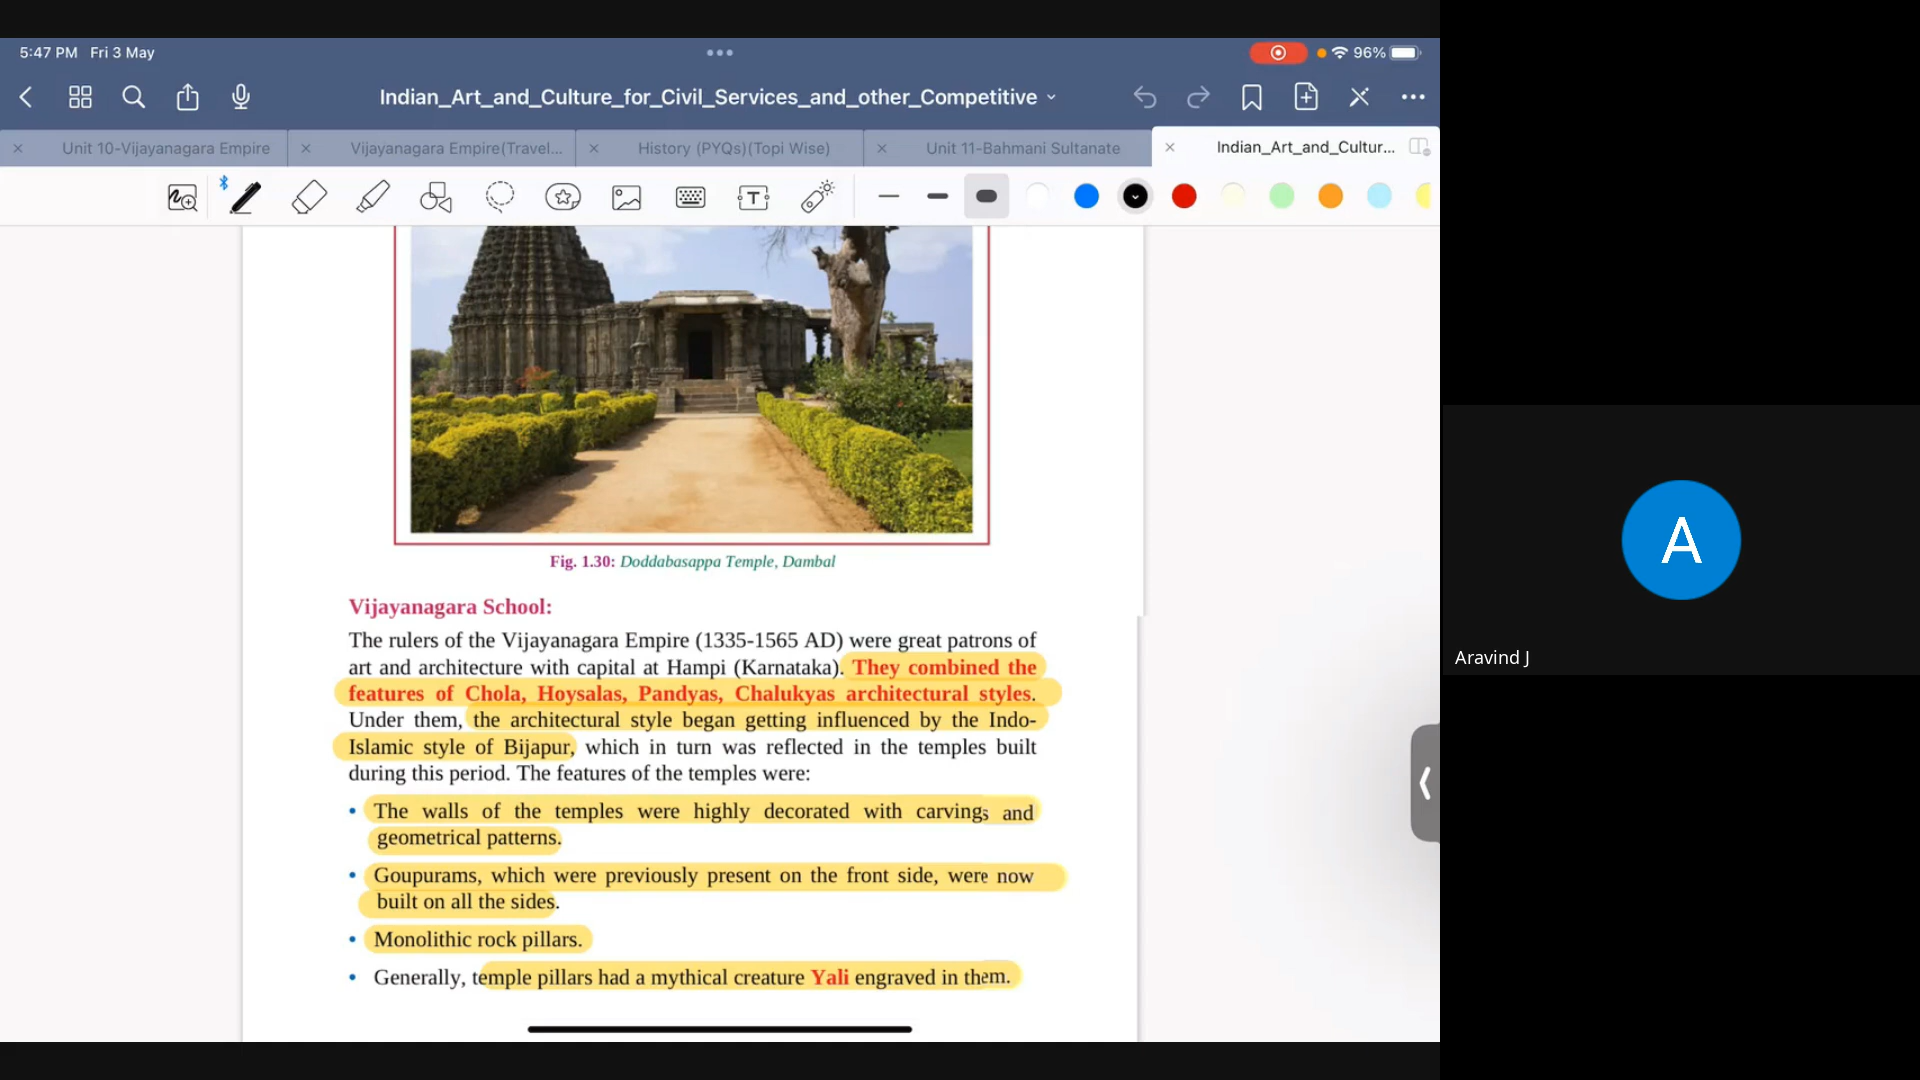 5:47 PM Fri 3 May
96%
Indian_Art_and_Culture_for_Civil_Services_and_other_Competitive
Unit 10-Vijayanagara Empire
Vijayanagara Empire(Travel...
History (PYQs)(Topi Wise)
Unit 11-Bahmani Sultanate
Indian_Art_and_Cultur...
T
Fig. 1.30: Doddabasappa Temple, Dambal
Vijayanagara School:
The rulers of the Vijayanagara Empire (1335-1565 AD) were great patrons of
art and architecture with capital at Hampi (Karnataka). They combined the
features of Chola, Hoysalas, Pandyas, Chalukyas architectural styles.
Under them, the architectural style began getting influenced by the Indo-
Islamic style of Bijapur, which in turn was reflected in the temples built
during this period. The features of the temples were:
• The walls of the temples were highly decorated with carvings and
geometrical patterns.
• Goupurams, which were previously present on the front side, were now
built on all the sides.
• Monolithic rock pillars.
• Generally, temple pillars had a mythical creature Yali engraved in them.
A
Aravind J